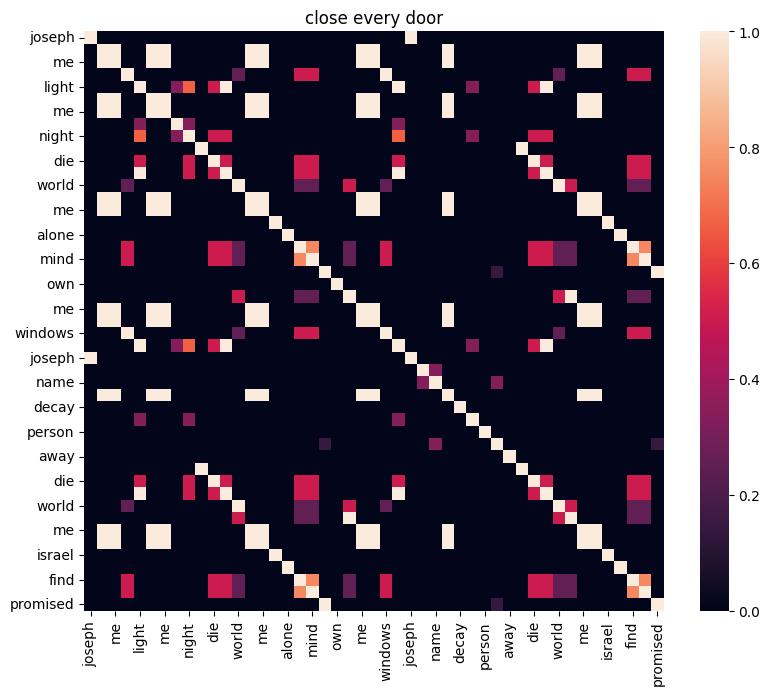 close every door
joseph
me
light
me
night
die
world
me
alone
mind
own
me
windows
joseph
name
decay
person
away
die
world
me
israel
find
promised
1.0
0.8
0.6
0.4
0.2
0.0
joseph
me
light
me
night
die
world
me
alone
mind
own
me
windows
joseph
name
decay
person
away
die
world
me
israel
find
promised